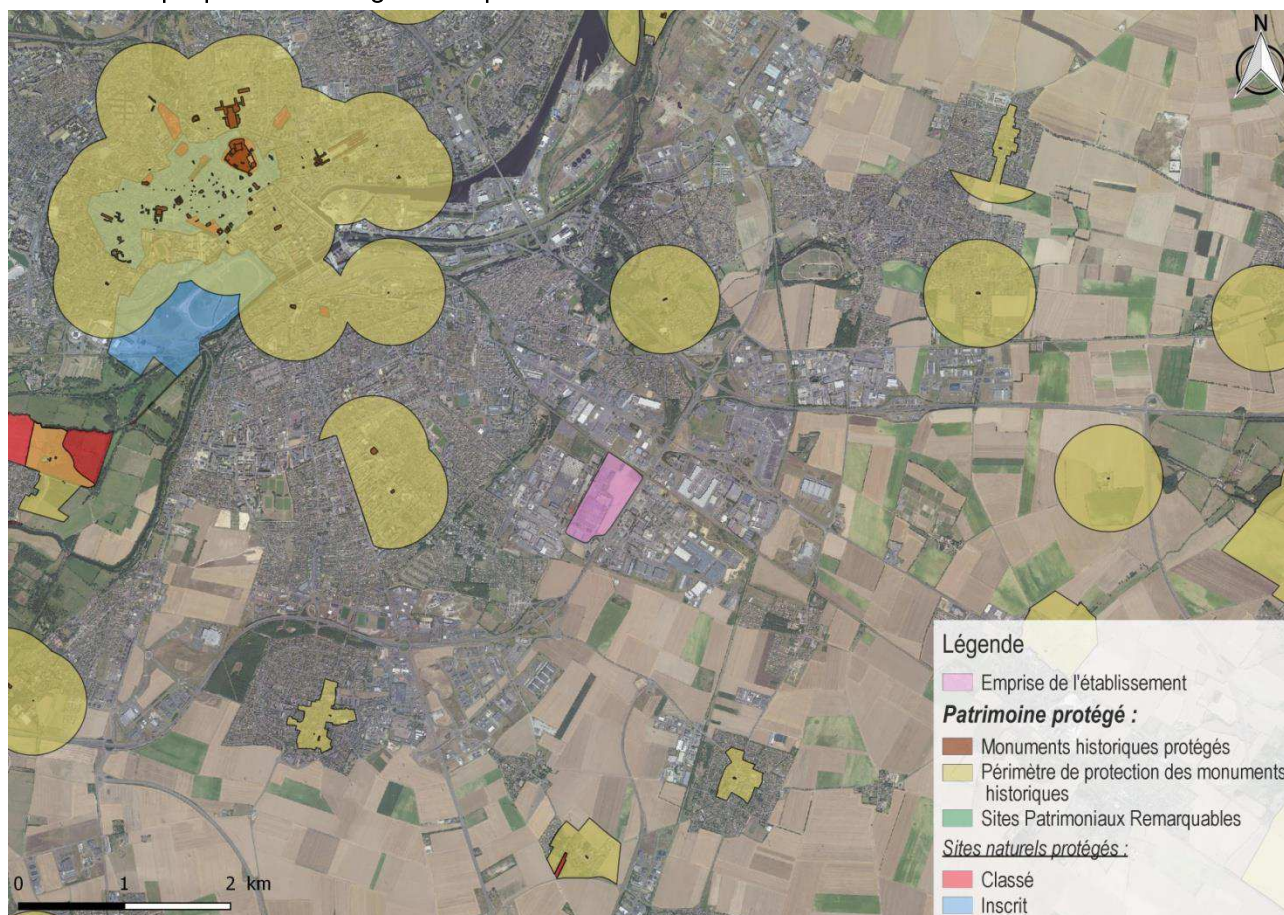 N
Légende
Emprise de l'établissement
Patrimoine protégé :
Monuments historiques protégés
Périmètre de protection des monuments
historiques
Sites Patrimoniaux Remarquables
Sites naturels protégés :
Classé
Inscrit
0 1 2 km